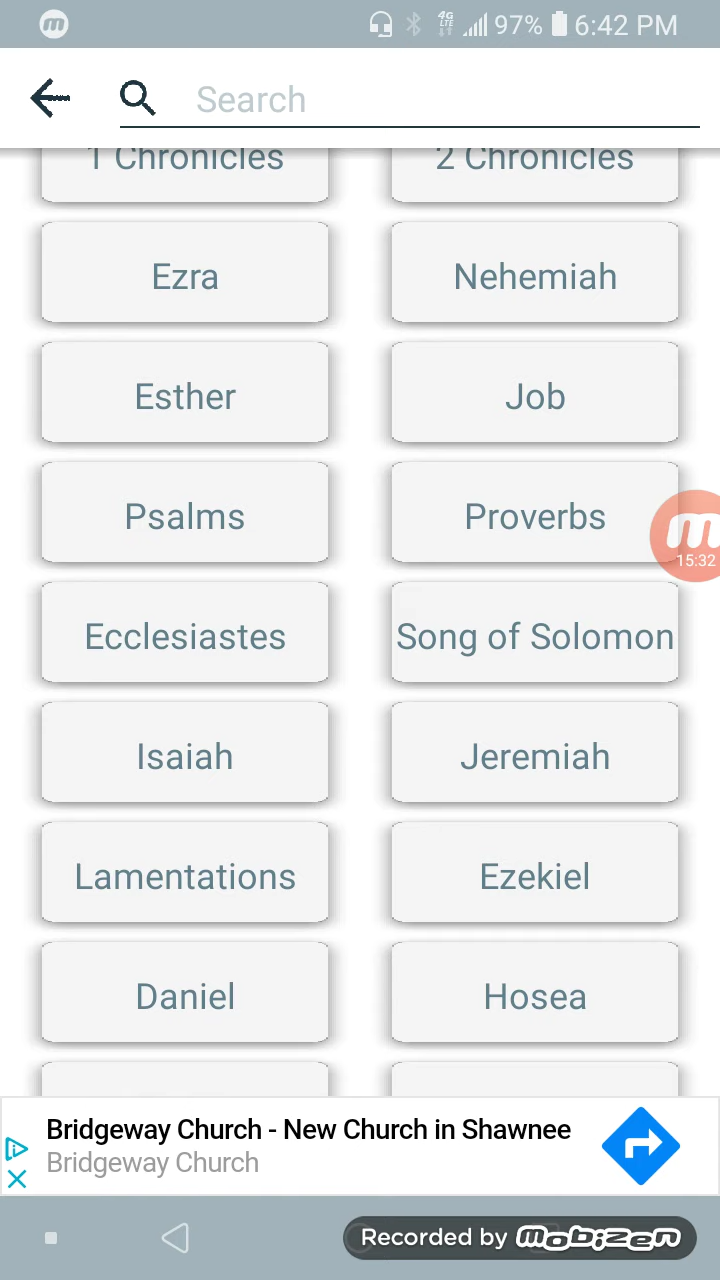 4G
LTE
97%
6:42 PM
Search
1 Chronicles
2 Chronicles
Ezra
Nehemiah
Esther
Job
Psalms
Proverbs
15:32
Ecclesiastes
Song of Solomon
Isaiah
Jeremiah
Lamentations
Ezekiel
Daniel
Hosea
Bridgeway Church - New Church in Shawnee
Bridgeway Church
Recorded by mobizen